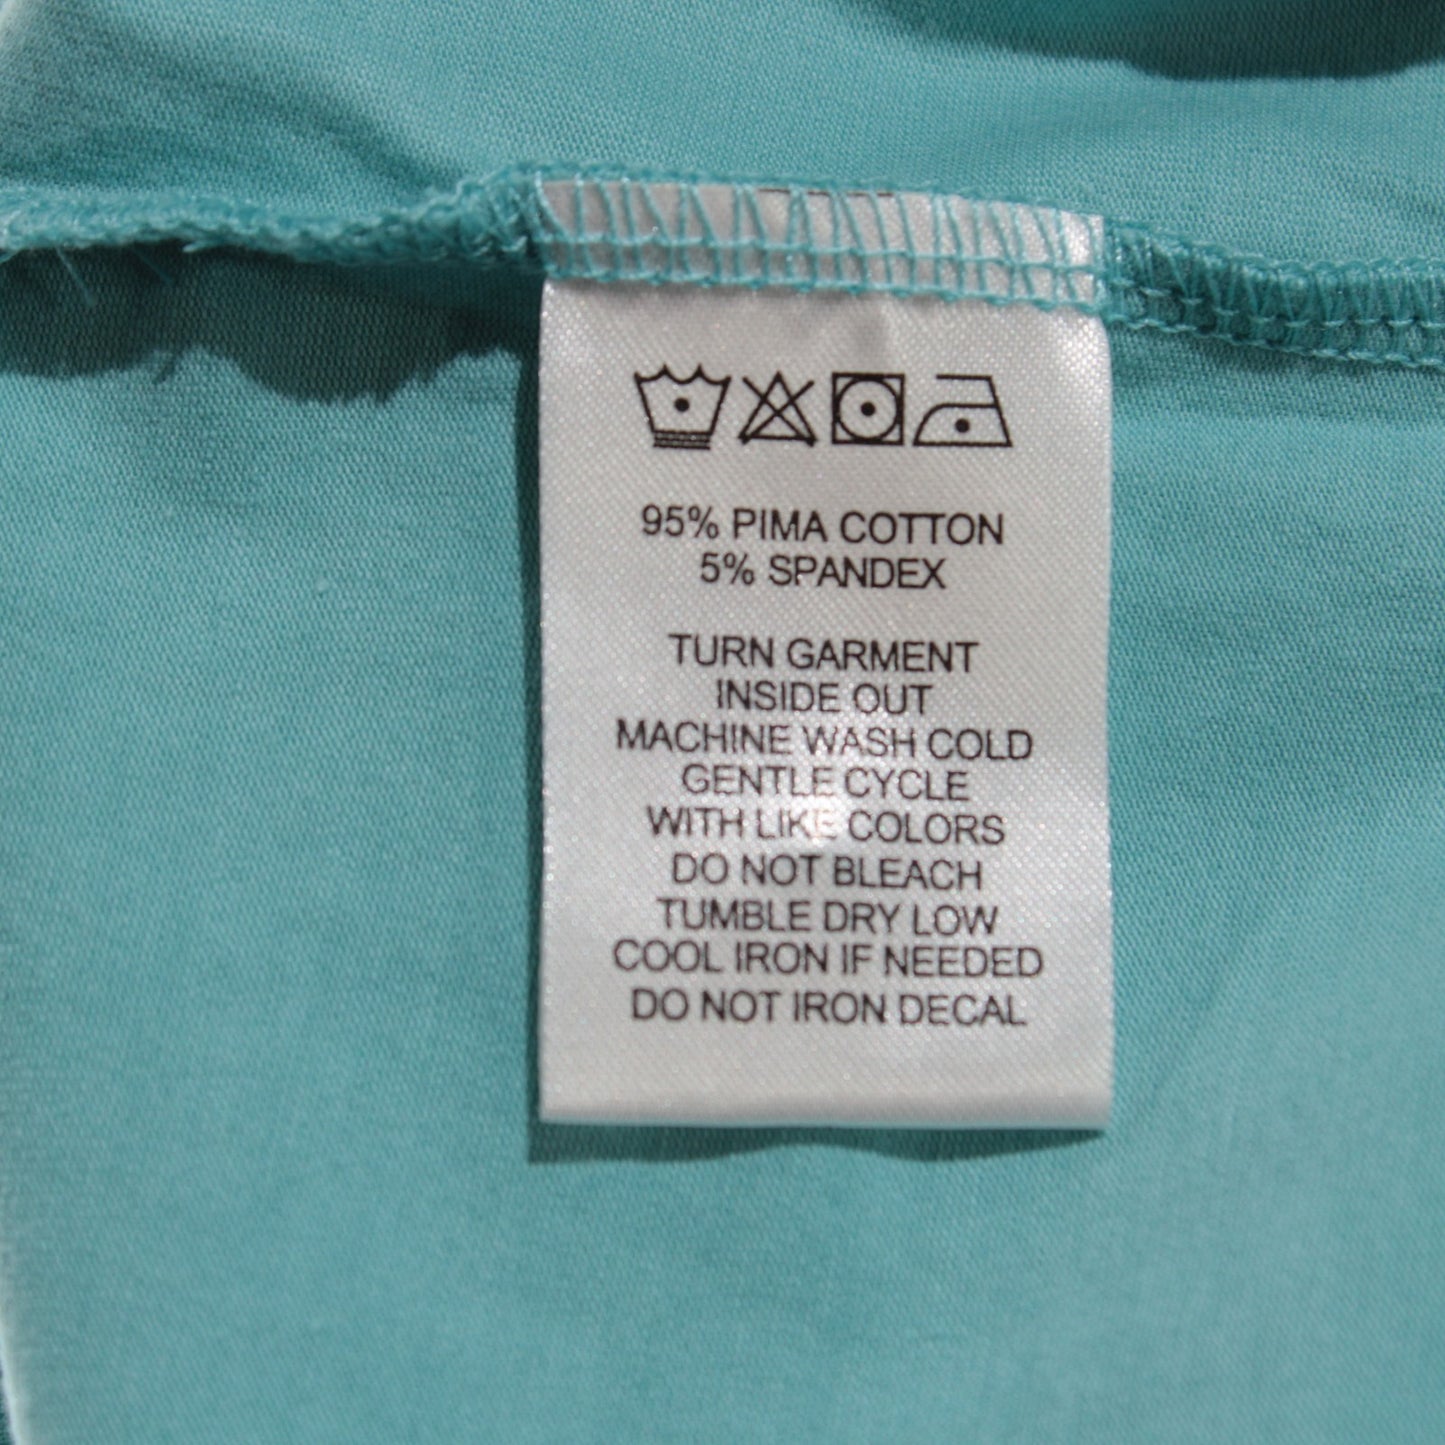 95% PIMA COTTON
5% SPANDEX
TURN GARMENT
INSIDE OUT
MACHINE WASH COLD
GENTLE CYCLE
WITH LIKE COLORS
DO NOT BLEACH
TUMBLE DRY LOW
COOL IRON IF NEEDED
DO NOT IRON DECAL